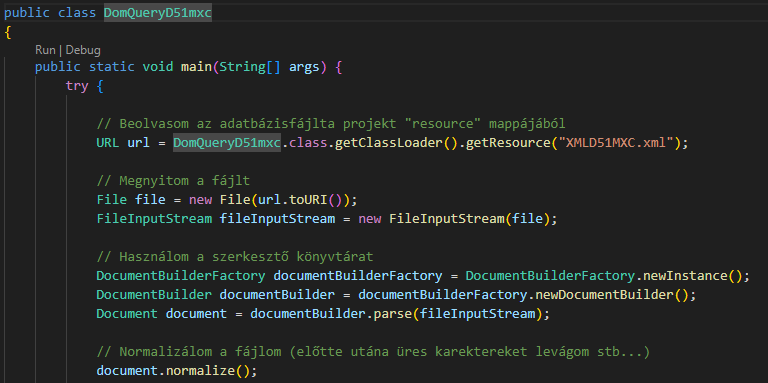 public class DomQueryD51mxc
{
Run | Debug
public static void main(String[] args) {
try {
// Beolvasom az adatbázisfájlta projekt "resource" mappájából
URL url = DomQueryD51mxc.class.getClassLoader().getResource("XMLD51MXC.xml");
// Megnyitom a fájlt
File file = new File(url.toURI());
FileInputStream fileInputStream = new FileInputStream(file);
// Használom a szerkesztő könyvtárat
DocumentBuilderFactory documentBuilderFactory = DocumentBuilderFactory.newInstance();
DocumentBuilder documentBuilder = documentBuilderFactory.newDocumentBuilder();
Document document = documentBuilder.parse(fileInputStream);
// Normalizálom a fájlom (előtte utána üres karektereket levágom stb...)
document.normalize();